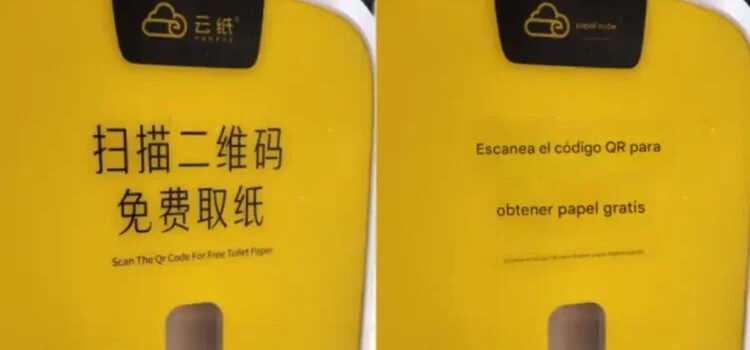 云纸
扫描二维码
免费取纸
Scan The Qr Code For Free Toilet Paper
papel nube
Escanea el código QR para
obtener papel gratis